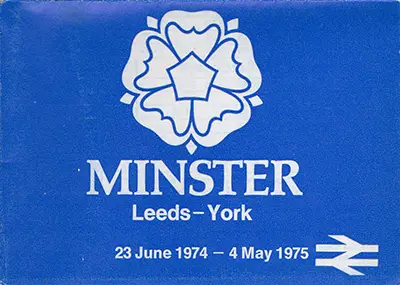 MINSTER
Leeds – York
23 June 1974 – 4 May 1975